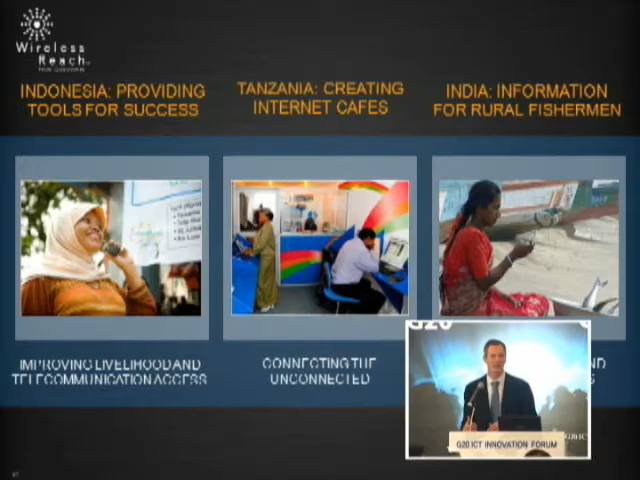 Wireless
Reach
INDONESIA: PROVIDING
TOOLS FOR SUCCESS
TANZANIA: CREATING
INTERNET CAFES
INDIA: INFORMATION
FOR RURAL FISHERMEN
IMPROVING LIVELIHOOD AND
TELECOMMUNICATION ACCESS
CONNECTING THE
UNCONNECTED
G20
G20 ICT INNOVATION FORUM